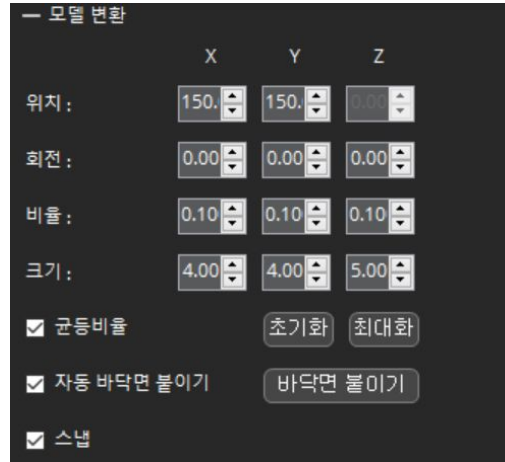 — 모델 변환
X Y Z
위치 : 150. 150. 0.00
회전 : 0.00 0.00 0.00
비율 : 0.10 0.10 0.10
크기 : 4.00 4.00 5.00
균등비율 초기화 최대화
자동 바닥면 붙이기 바닥면 붙이기
스냅